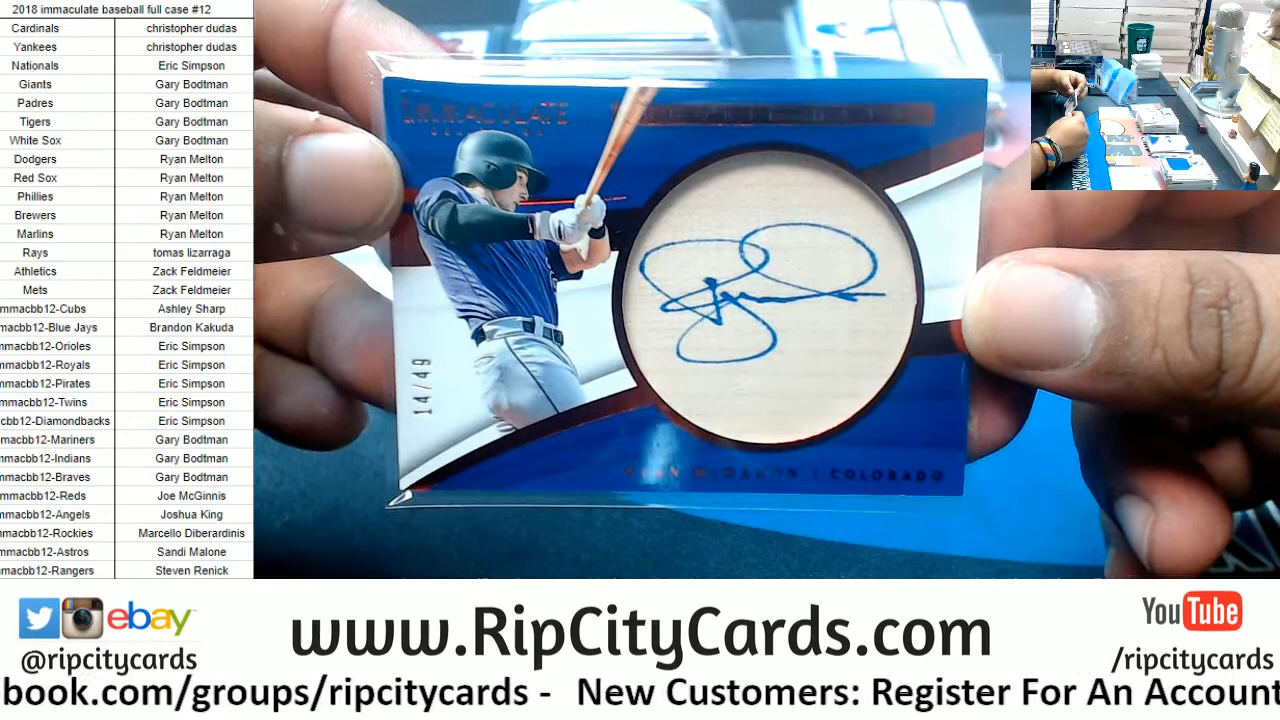 2018 immaculate baseball full case #12
Cardinals christopher dudas
Yankees christopher dudas
Nationals Eric Simpson
Giants Gary Bodtman
Padres Gary Bodtman
Tigers Gary Bodtman
White Sox Gary Bodtman
Dodgers Ryan Melton
Red Sox Ryan Melton
Phillies Ryan Melton
Brewers Ryan Melton
Marlins Ryan Melton
Rays tomas lizarraga
Athletics Zack Feldmeier
Mets Zack Feldmeier
mmacbb12-Cubs Ashley Sharp
macbb12-Blue Jays Brandon Kakuda
mmacbb12-Orioles Eric Simpson
mmacbb12-Royals Eric Simpson
mmacbb12-Pirates Eric Simpson
mmacbb12-Twins Eric Simpson
cbb12-Diamondbacks Eric Simpson
macbb12-Mariners Gary Bodtman
mmacbb12-Indians Gary Bodtman
mmacbb12-Braves Gary Bodtman
mmacbb12-Reds Joe McGinnis
mmacbb12-Angels Joshua King
mmacbb12-Rockies Marcello Diberardinis
mmacbb12-Astros Sandi Malone
macbb12-Rangers Steven Renick
IMMACULATE
14/49
RYAN MCMAHON | COLORADO
ebay
@ripcitycards
www.RipCityCards.com
YouTube
/ripcitycards
book.com/groups/ripcitycards - New Customers: Register For An Account